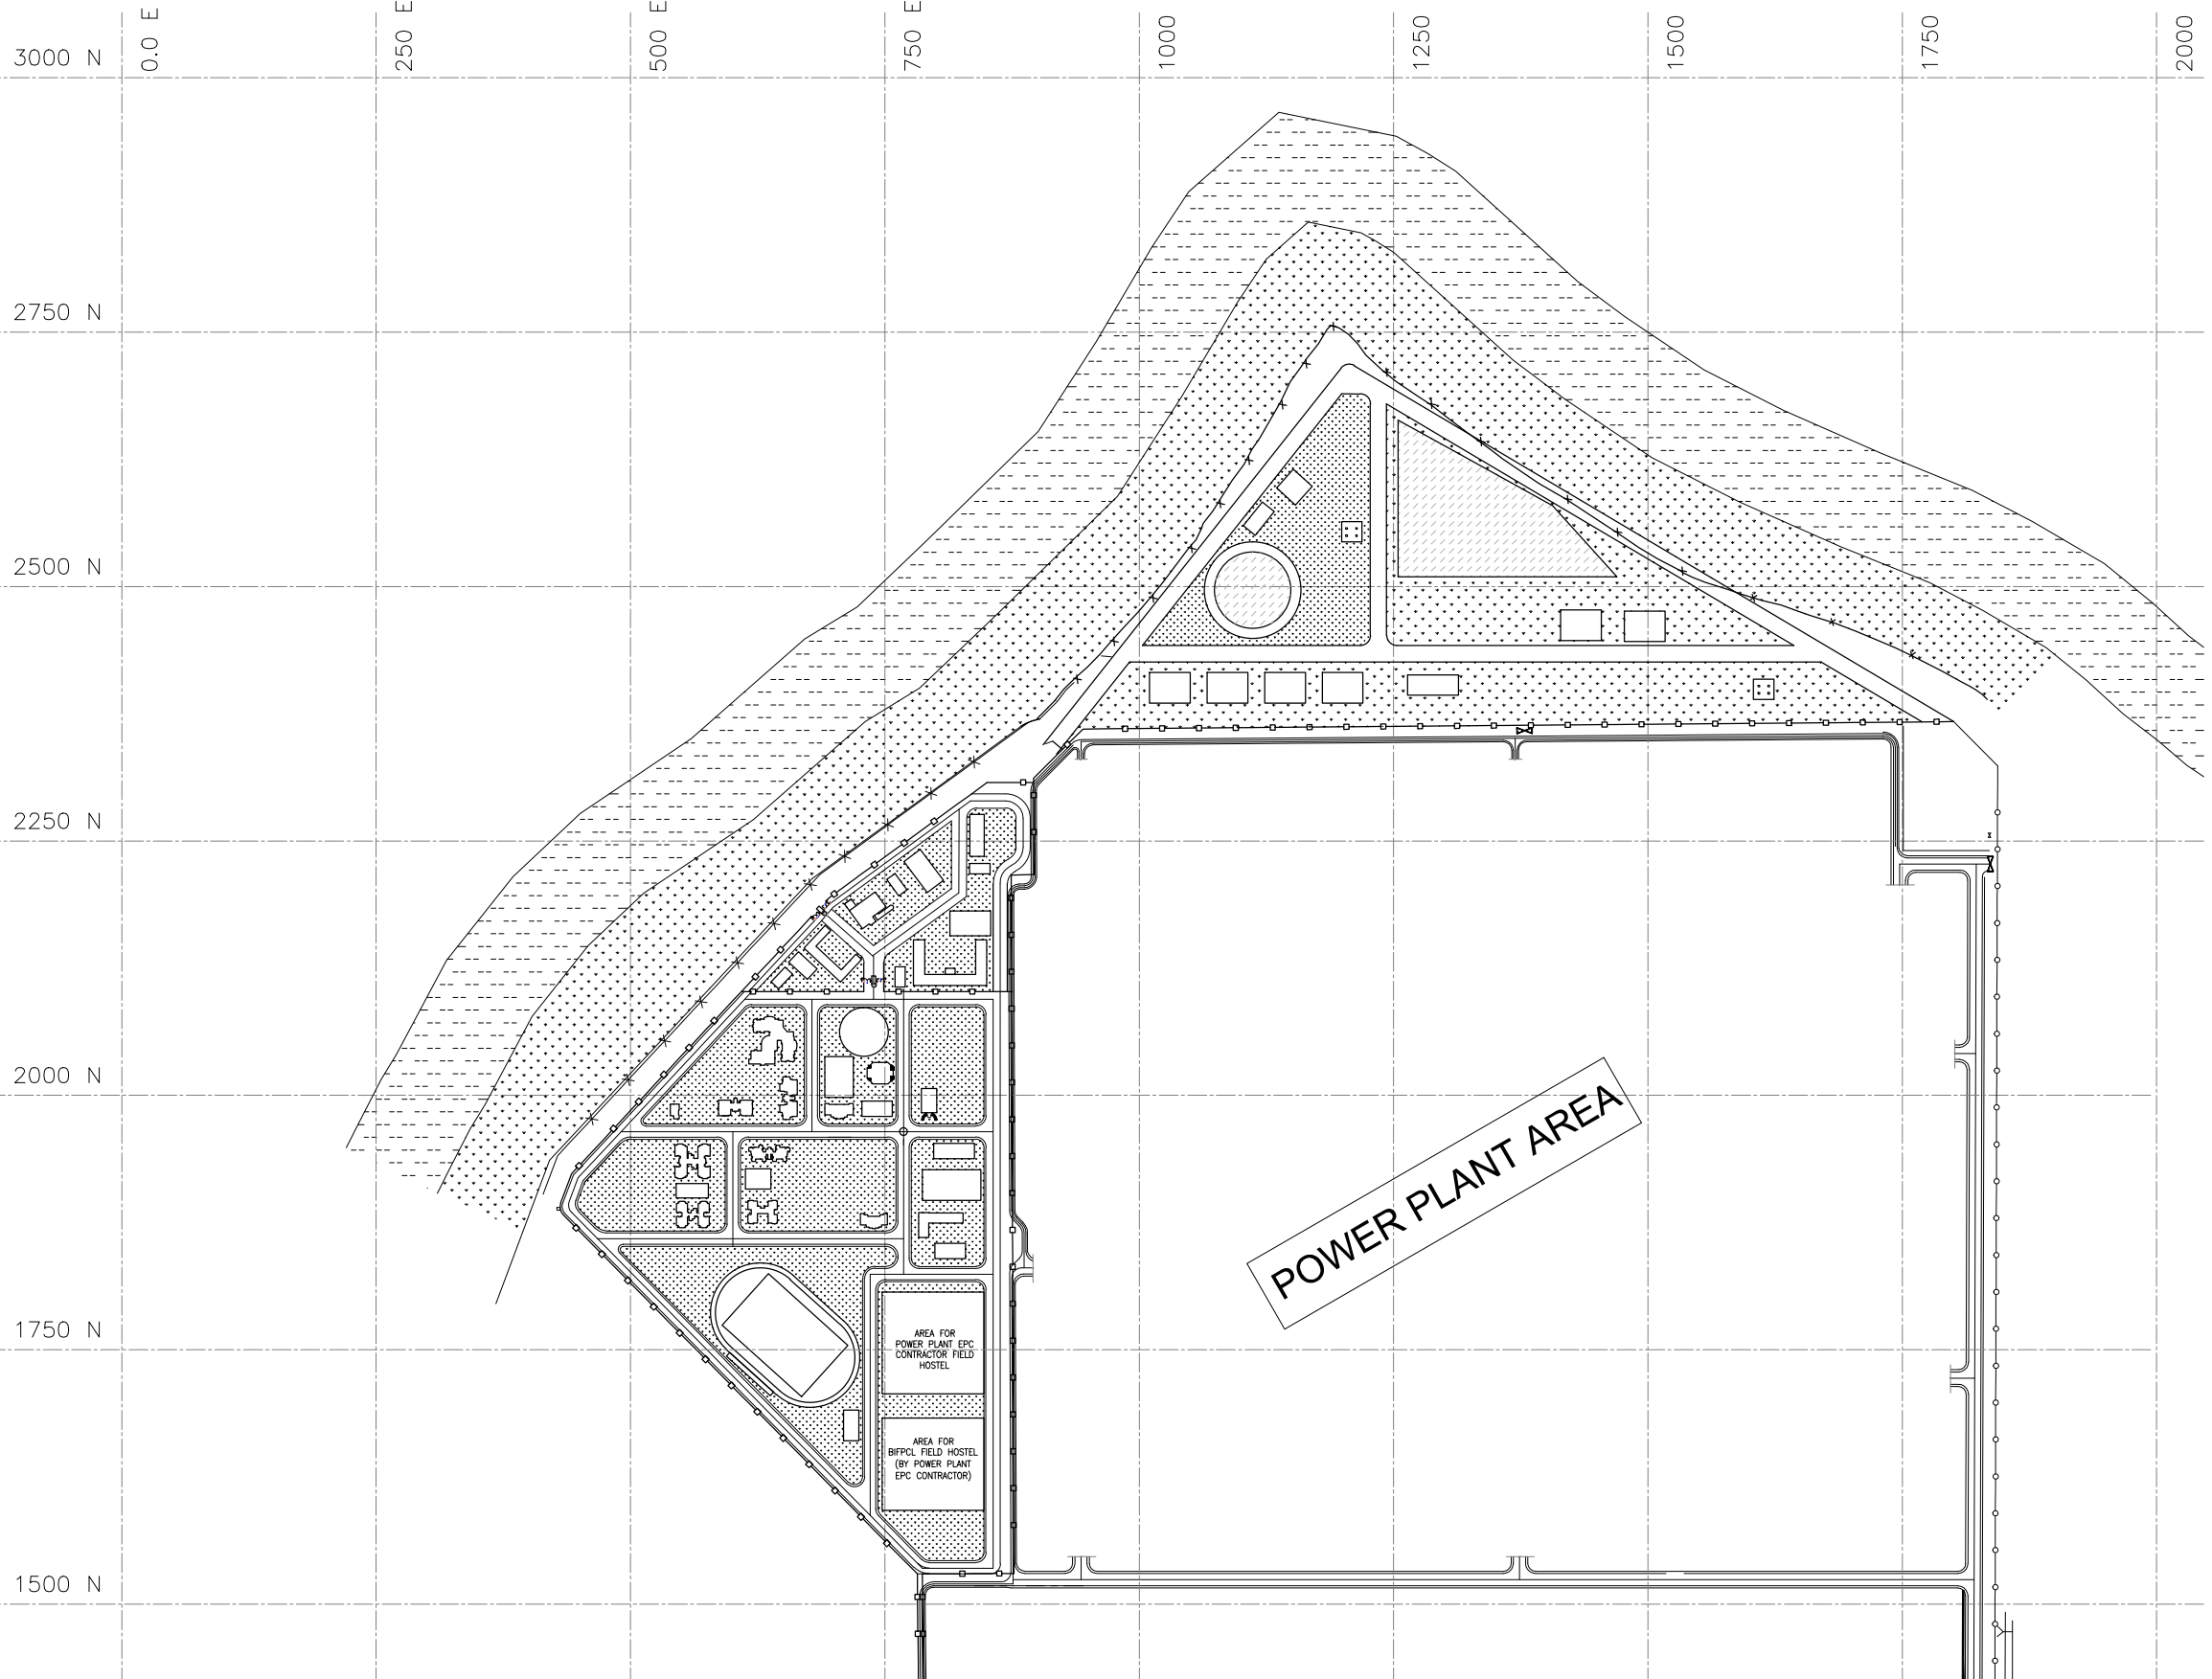 0.0 E
250 E
500 E
750 E
1000
1250
1500
1750
2000
3000 N
2750 N
2500 N
2250 N
2000 N
1750 N
1500 N
POWER PLANT AREA
AREA FOR
POWER PLANT EPC
CONTRACTOR FIELD
HOSTEL
AREA FOR
BIFPCL FIELD HOSTEL
(BY POWER PLANT
EPC CONTRACTOR)